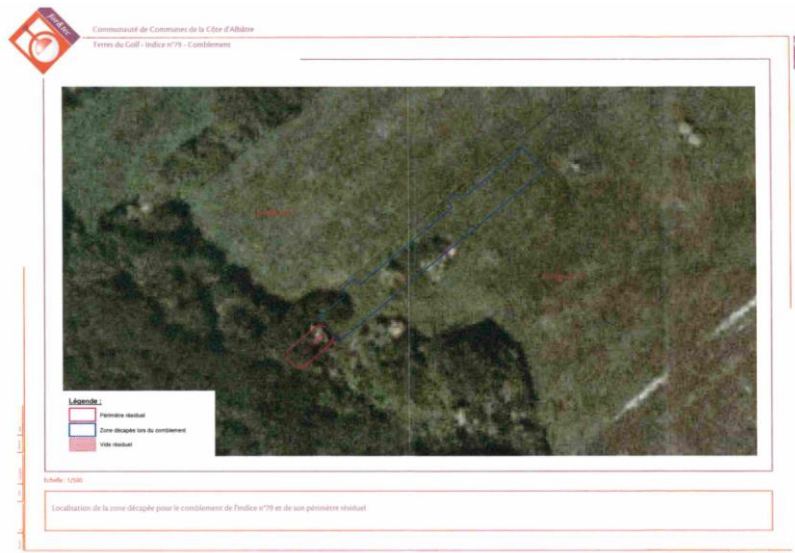 for&tec
Communauté de Communes de la Côte d'Albâtre
Terres du Golf - Indice n°79 - Comblement
Légende :
Périmètre résiduel
Zone décapée lors du comblement
Vide résiduel
Echelle : 1/500
Localisation de la zone décapée pour le comblement de l'indice n°79 et de son périmètre résiduel